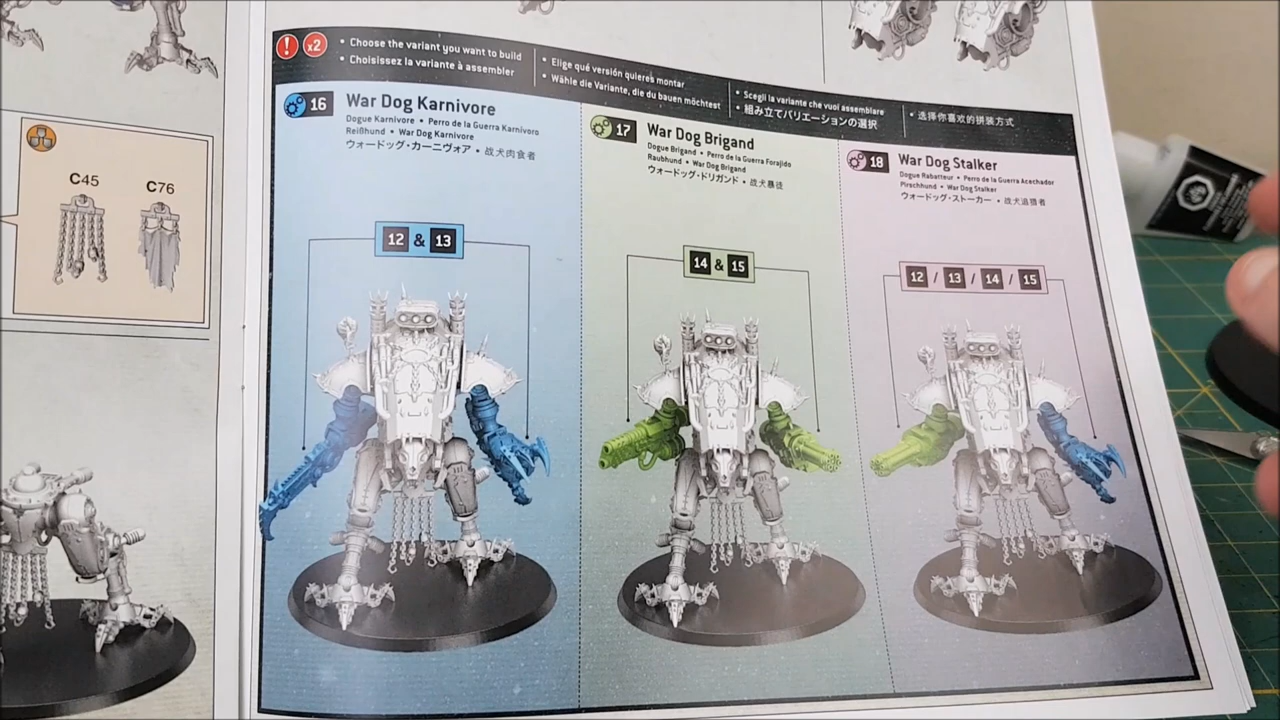 C45
C76
! x2
• Choose the variant you want to build
• Choisissez la variante à assembler
• Elige qué versión quieres montar
• Wähle die Variante, die du bauen möchtest
• Scegli la variante che vuoi assemblare
• 組み立てバリエーションの選択
• 选择你喜欢的拼装方式
16 War Dog Karnivore
Dogue Karnivore • Perro de la Guerra Karnívoro
Reißhund • War Dog Karnivore
ウォードッグ・カーニヴォア • 战犬肉食者
12 & 13
17 War Dog Brigand
Dogue Brigand • Perro de la Guerra Forajido
Raubhund • War Dog Brigand
ウォードッグ・ブリガンド • 战犬暴徒
14 & 15
18 War Dog Stalker
Dogue Rabatteur • Perro de la Guerra Acechador
Pirschhund • War Dog Stalker
ウォードッグ・ストーカー • 战犬追猎者
12 / 13 / 14 / 15